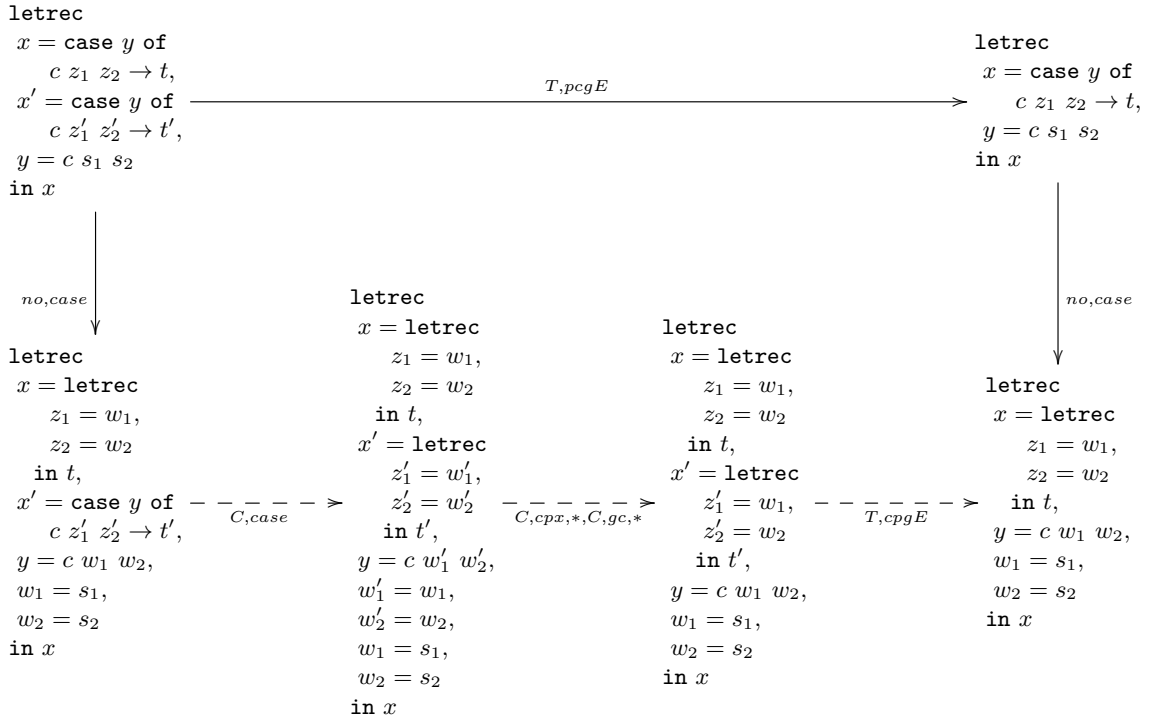 letrec
x = case y of
c z₁ z₂ → t,
x′ = case y of
c z′₁ z′₂ → t′,
y = c s₁ s₂
in x
T,pcgE
letrec
x = case y of
c z₁ z₂ → t,
y = c s₁ s₂
in x
no,case
no,case
letrec
x = letrec
z₁ = w₁,
z₂ = w₂
in t,
x′ = case y of
c z′₁ z′₂ → t′,
y = c w₁ w₂,
w₁ = s₁,
w₂ = s₂
in x
C,case
letrec
x = letrec
z₁ = w₁,
z₂ = w₂
in t,
x′ = letrec
z′₁ = w′₁,
z′₂ = w′₂
in t′,
y = c w′₁ w′₂,
w′₁ = w₁,
w′₂ = w₂,
w₁ = s₁,
w₂ = s₂
in x
C,cpx,∗,C,gc,∗
letrec
x = letrec
z₁ = w₁,
z₂ = w₂
in t,
x′ = letrec
z′₁ = w₁,
z′₂ = w₂
in t′,
y = c w₁ w₂,
w₁ = s₁,
w₂ = s₂
in x
T,cpgE
letrec
x = letrec
z₁ = w₁,
z₂ = w₂
in t,
y = c w₁ w₂,
w₁ = s₁,
w₂ = s₂
in x